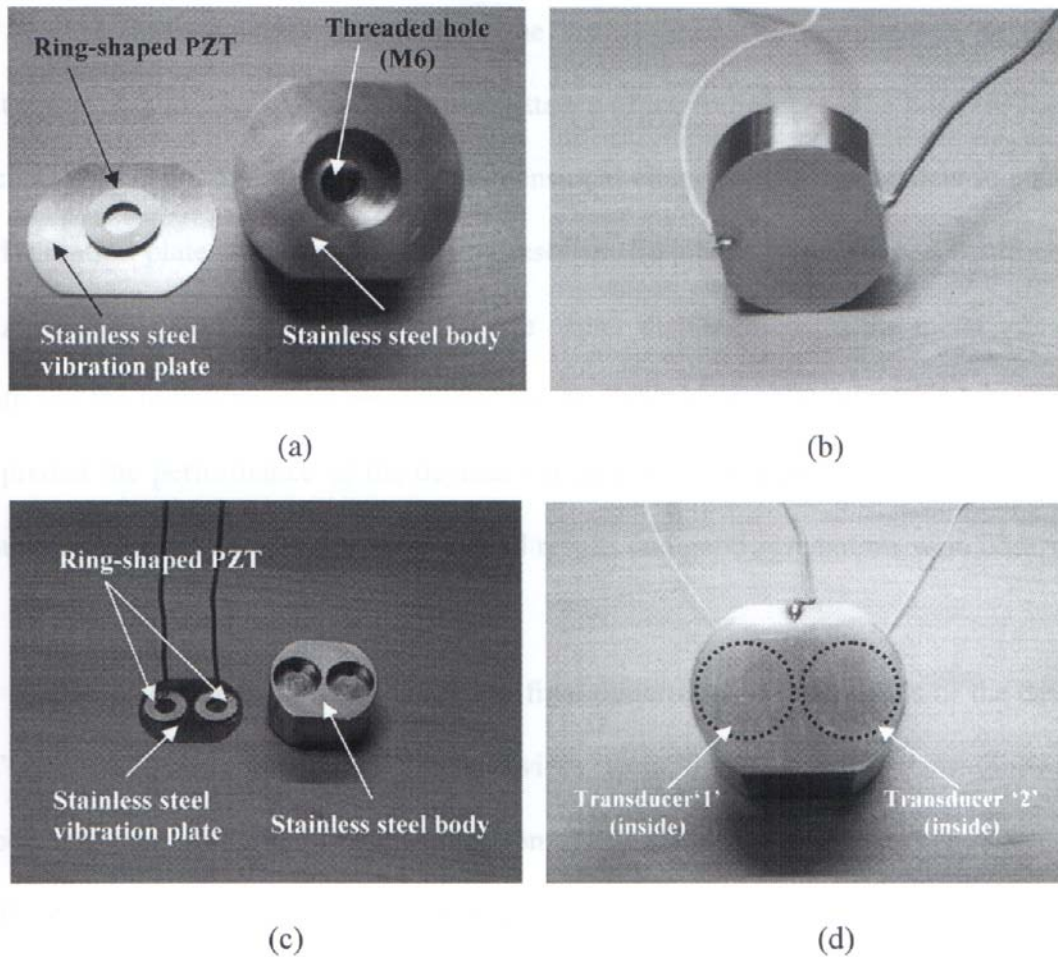 Ring-shaped PZT
Threaded hole
(M6)
Stainless steel
vibration plate
Stainless steel body
(a)
(b)
Ring-shaped PZT
Stainless steel
vibration plate
Stainless steel body
Transducer‘1’
(inside)
Transducer ‘2’
(inside)
(c)
(d)